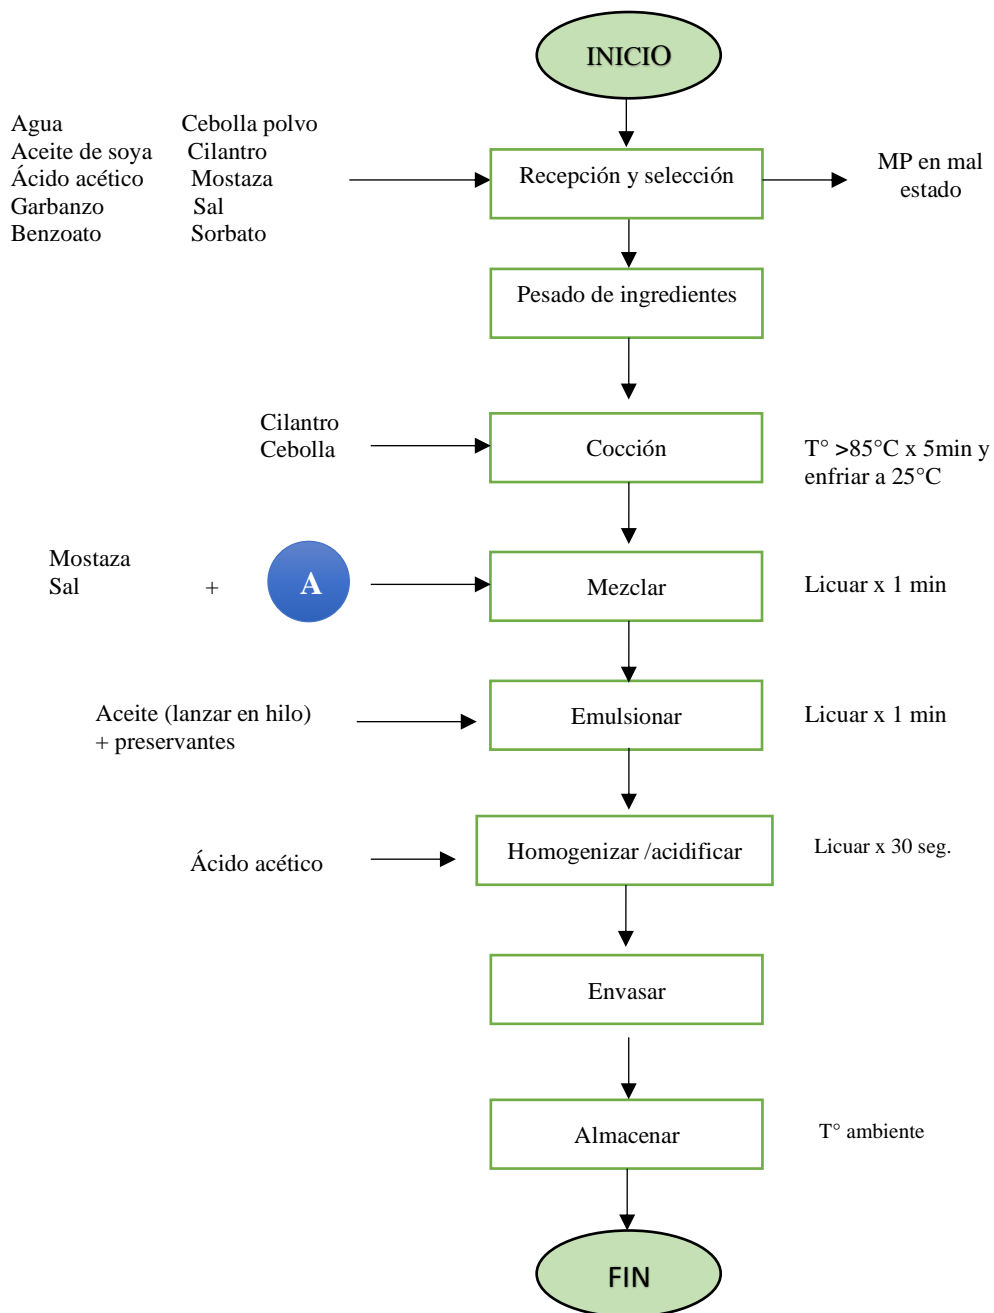 INICIO
Agua Cebolla polvo
Aceite de soya Cilantro
Ácido acético Mostaza
Garbanzo Sal
Benzoato Sorbato
Recepción y selección
MP en mal
estado
Pesado de ingredientes
Cilantro
Cebolla
Cocción
T° >85°C x 5min y
enfriar a 25°C
Mostaza
Sal
+
A
Mezclar
Licuar x 1 min
Aceite (lanzar en hilo)
+ preservantes
Emulsionar
Licuar x 1 min
Ácido acético
Homogenizar /acidificar
Licuar x 30 seg.
Envasar
Almacenar
T° ambiente
FIN